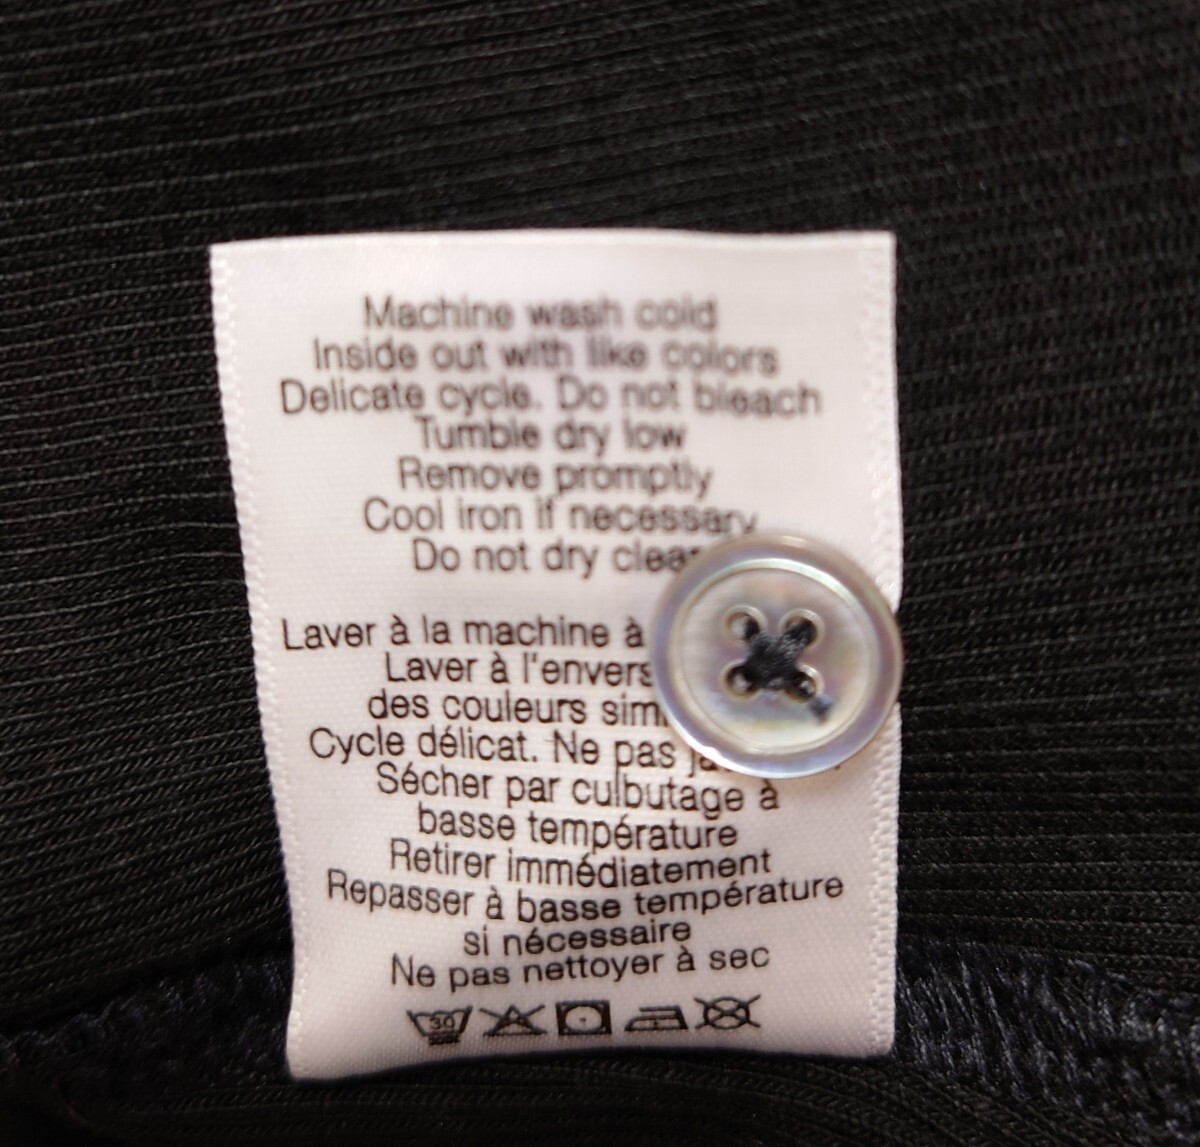 Machine wash cold
Inside out with like colors
Delicate cycle. Do not bleach
Tumble dry low
Remove promptly
Cool iron if necessary
Do not dry
Laver à la machine à
Laver à l'envers
des couleurs
Cycle délicat. Ne pas
Sécher par culbutage à
basse température
Retirer immédiatement
Repasser à basse température
si nécessaire
Ne pas nettoyer à sec
30